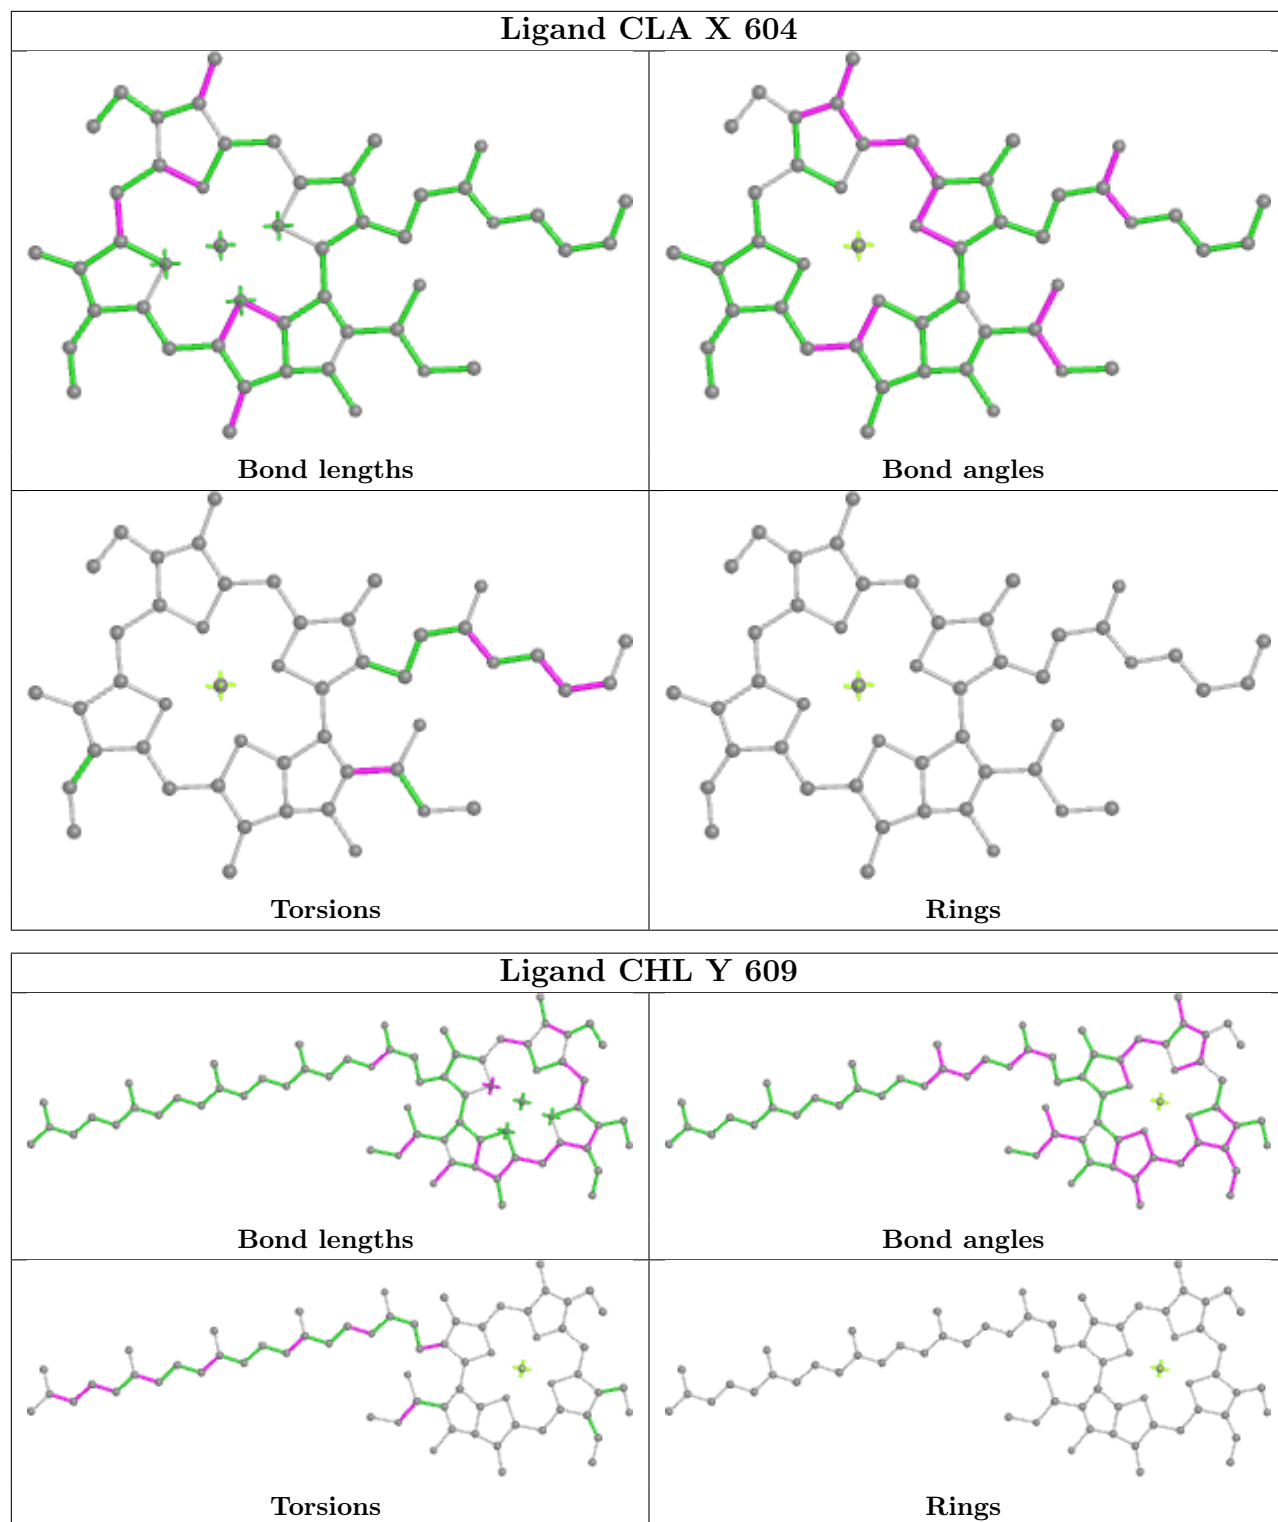 Ligand CLA X 604
Bond lengths
Bond angles
Torsions
Rings
Ligand CHL Y 609
Bond lengths
Bond angles
Torsions
Rings